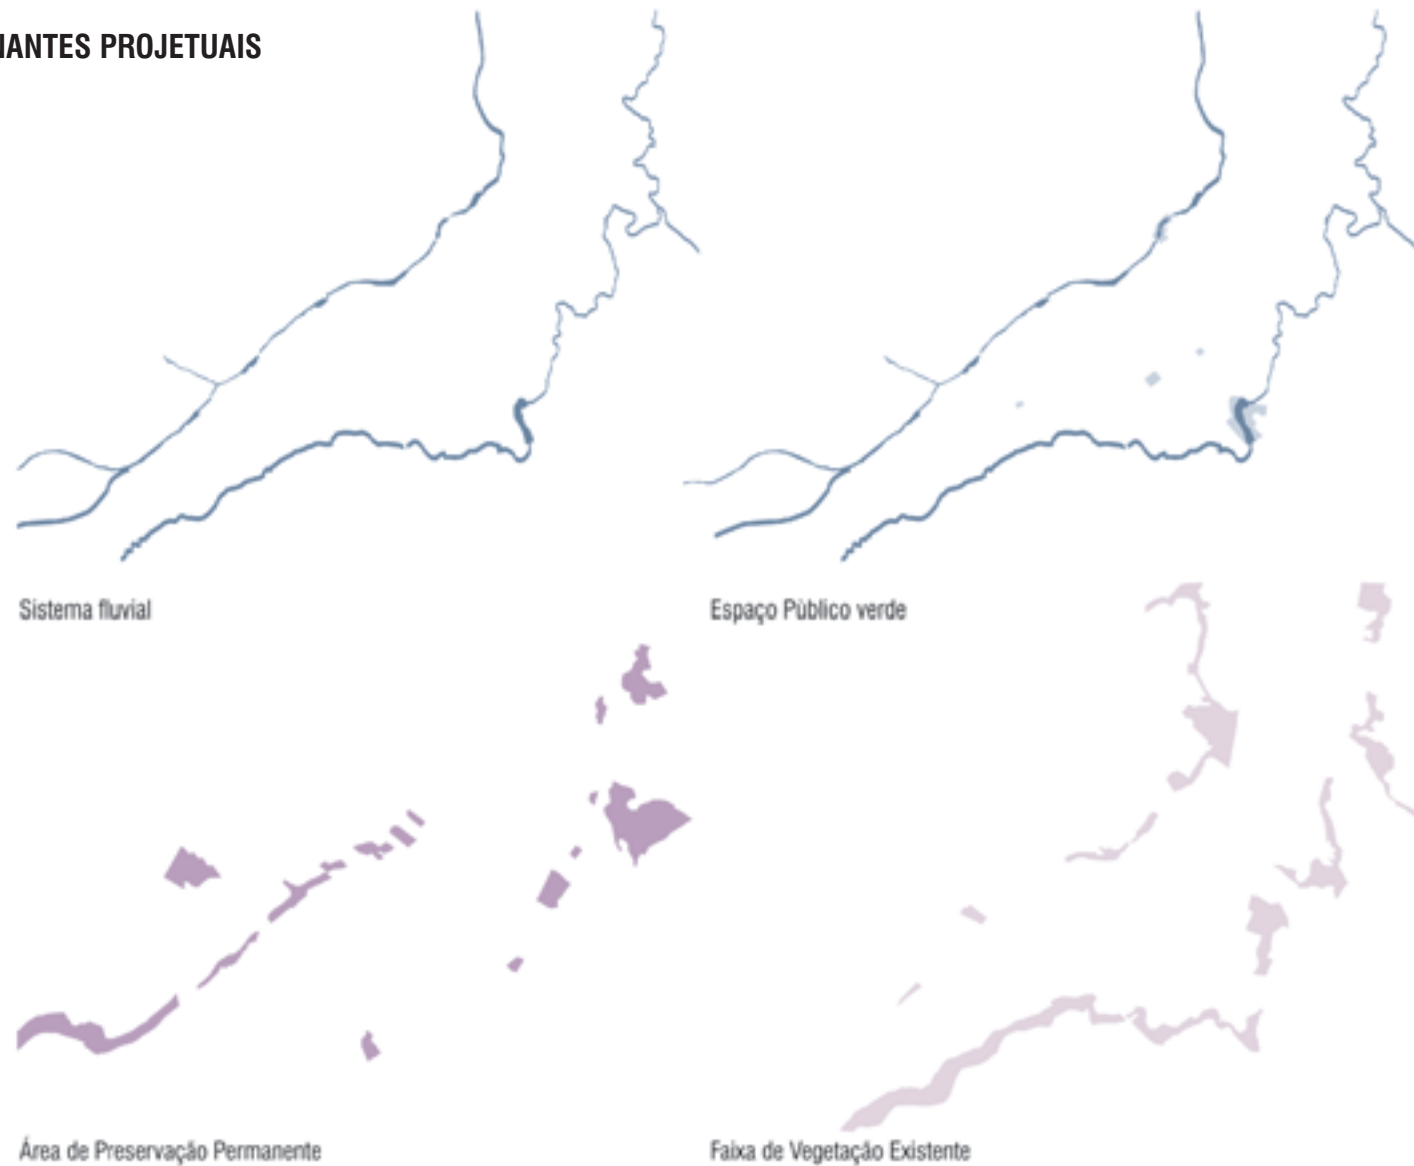 IANTES PROJETUAIS
Sistema fluvial
Espaço Público verde
Área de Preservação Permanente
Faixa de Vegetação Existente